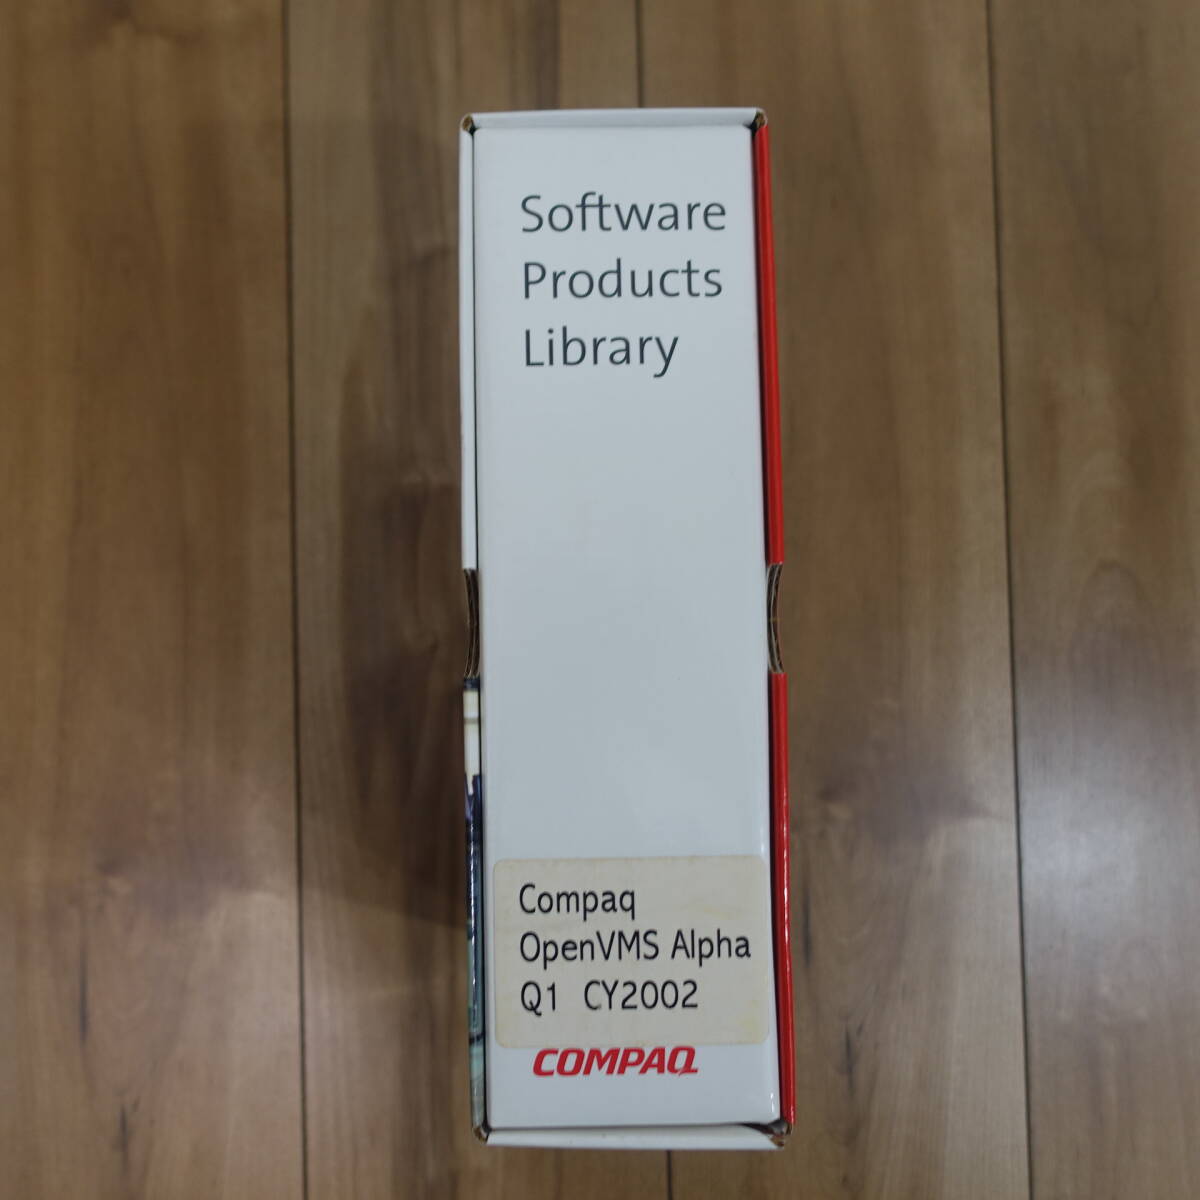 Software
Products
Library
Compaq
OpenVMS Alpha
Q1 CY2002
COMPAQ